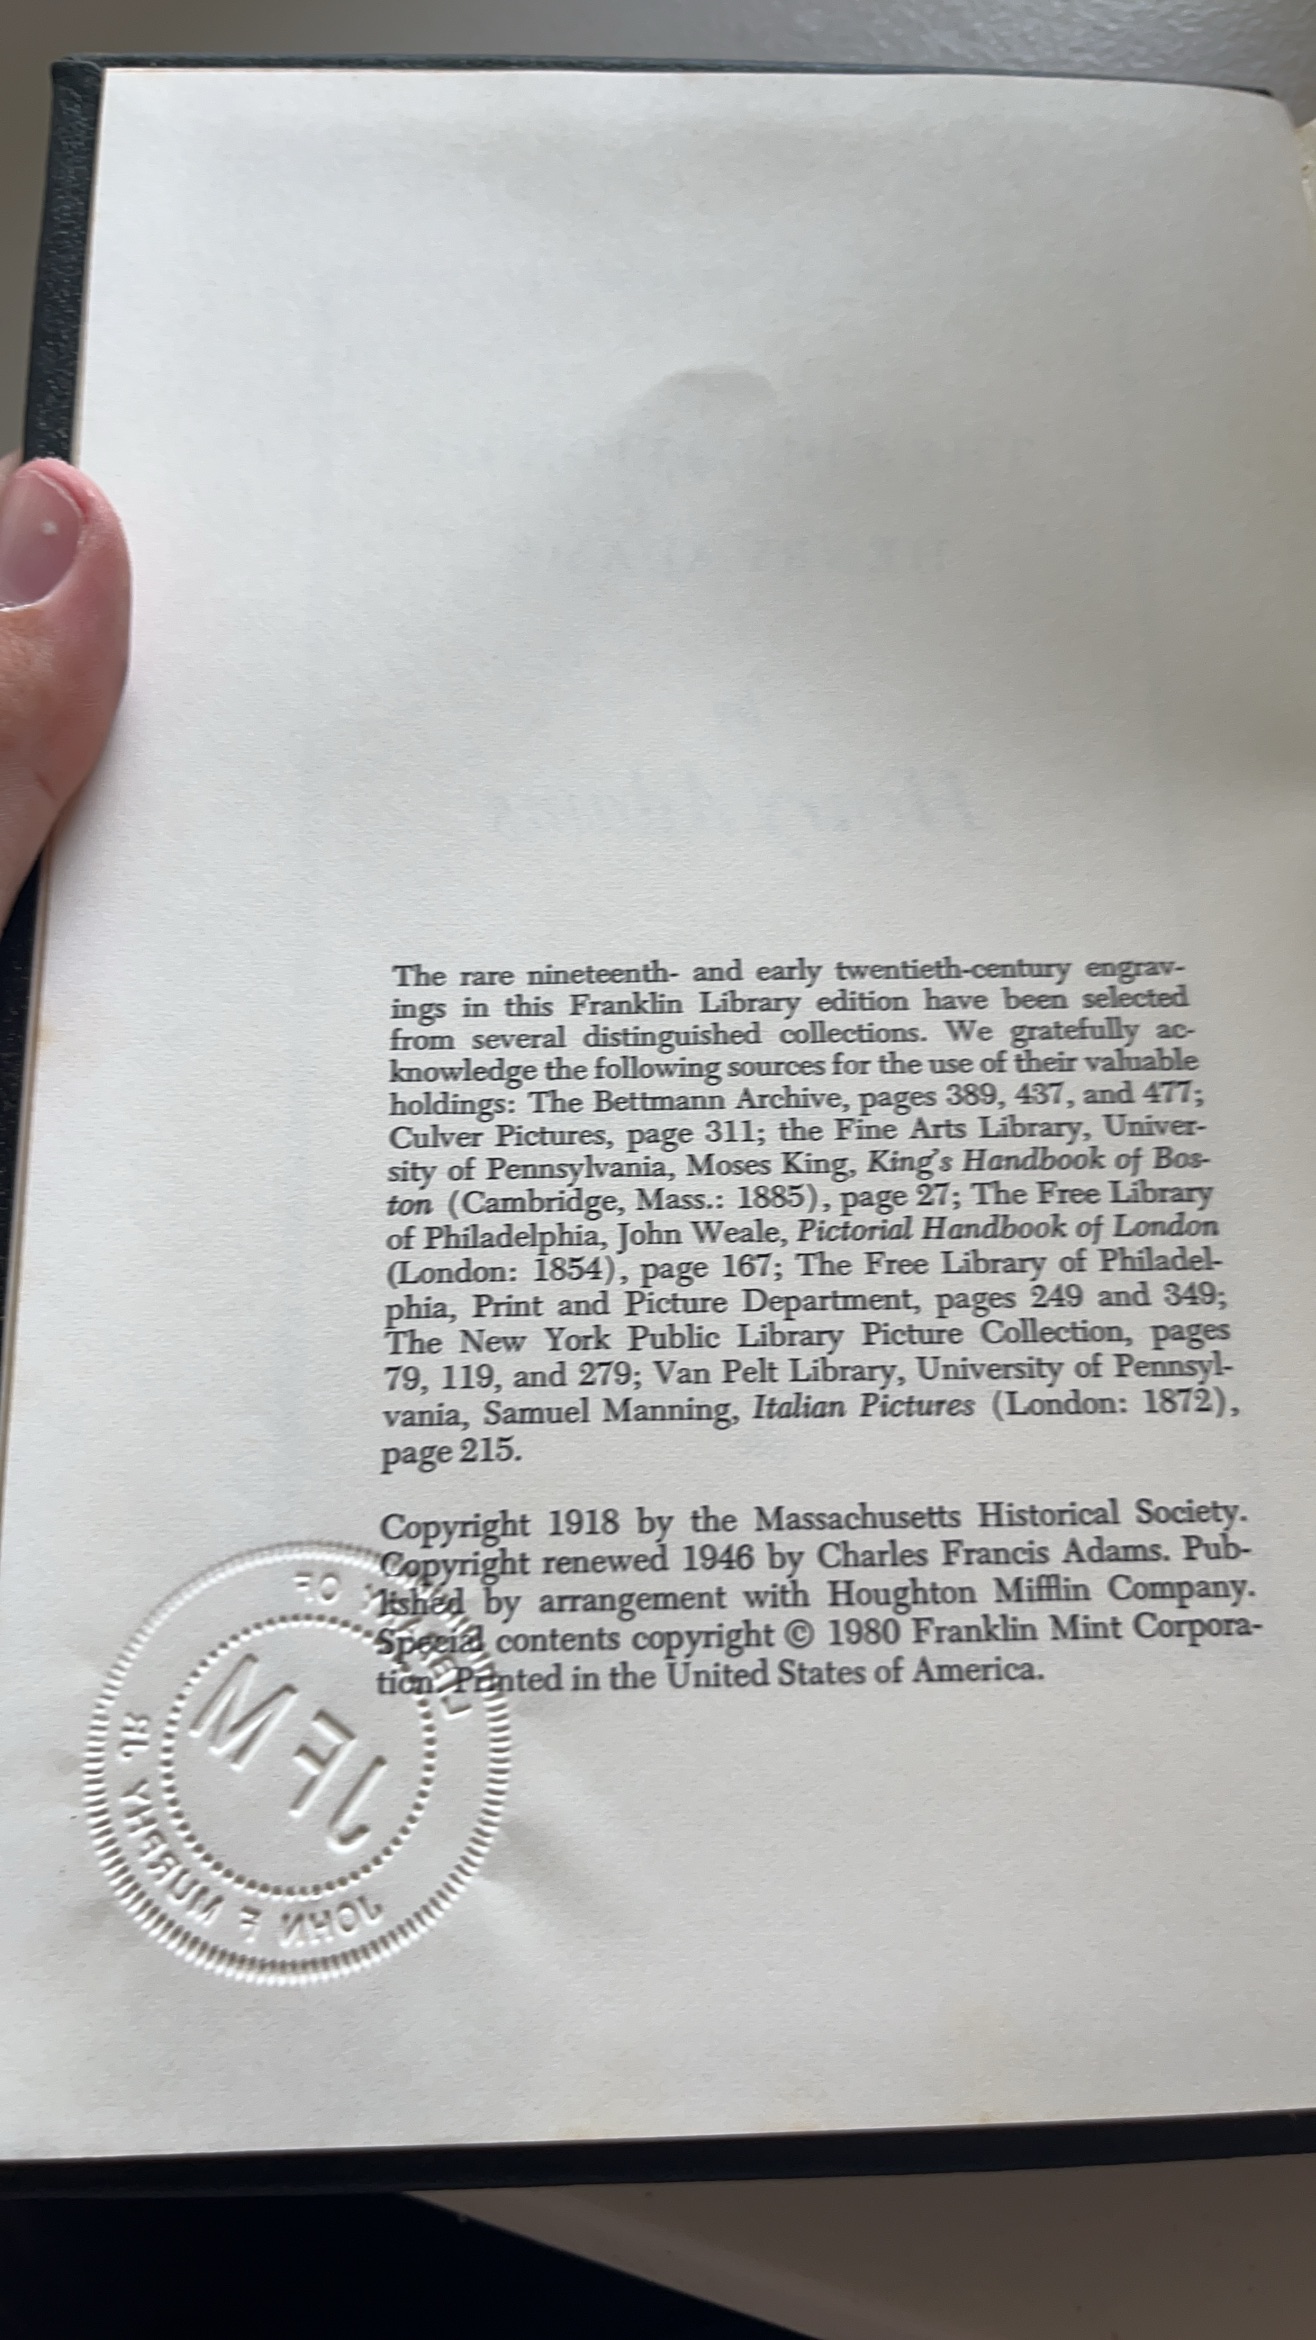 The rare nineteenth- and early twentieth-century engrav-
ings in this Franklin Library edition have been selected
from several distinguished collections. We gratefully ac-
knowledge the following sources for the use of their valuable
holdings: The Bettmann Archive, pages 389, 437, and 477;
Culver Pictures, page 311; the Fine Arts Library, Univer-
sity of Pennsylvania, Moses King, King's Handbook of Bos-
ton (Cambridge, Mass.: 1885), page 27; The Free Library
of Philadelphia, John Weale, Pictorial Handbook of London
(London: 1854), page 167; The Free Library of Philadel-
phia, Print and Picture Department, pages 249 and 349;
The New York Public Library Picture Collection, pages
79, 119, and 279; Van Pelt Library, University of Pennsyl-
vania, Samuel Manning, Italian Pictures (London: 1872),
page 215.
Copyright 1918 by the Massachusetts Historical Society.
Copyright renewed 1946 by Charles Francis Adams. Pub-
lished by arrangement with Houghton Mifflin Company.
Special contents copyright © 1980 Franklin Mint Corpora-
tion. Printed in the United States of America.
OF
JFM
JOHN F MURPHY JR